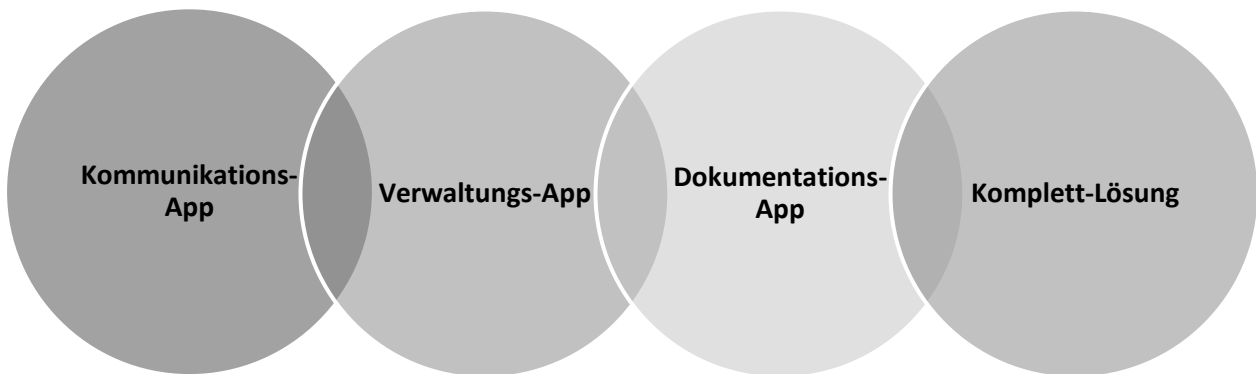 Kommunikations-
App
Verwaltungs-App
Dokumentations-
App
Komplett-Lösung